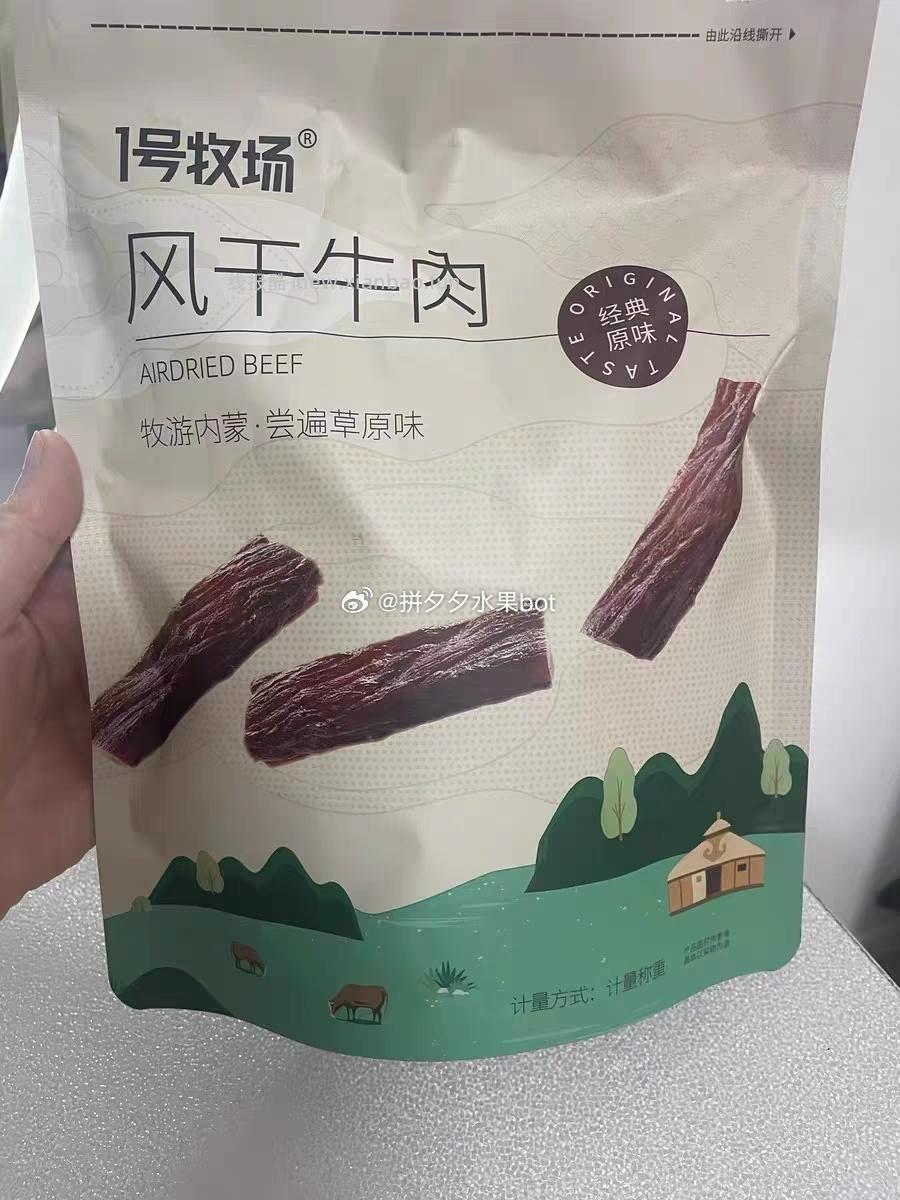 由此沿线撕开
1号牧场®
风干牛肉
AIRDRIED BEEF
牧游内蒙·尝遍草原味
ORIGINAL TASTE
经典
原味
@拼夕夕水果bot
计量方式：计量称重